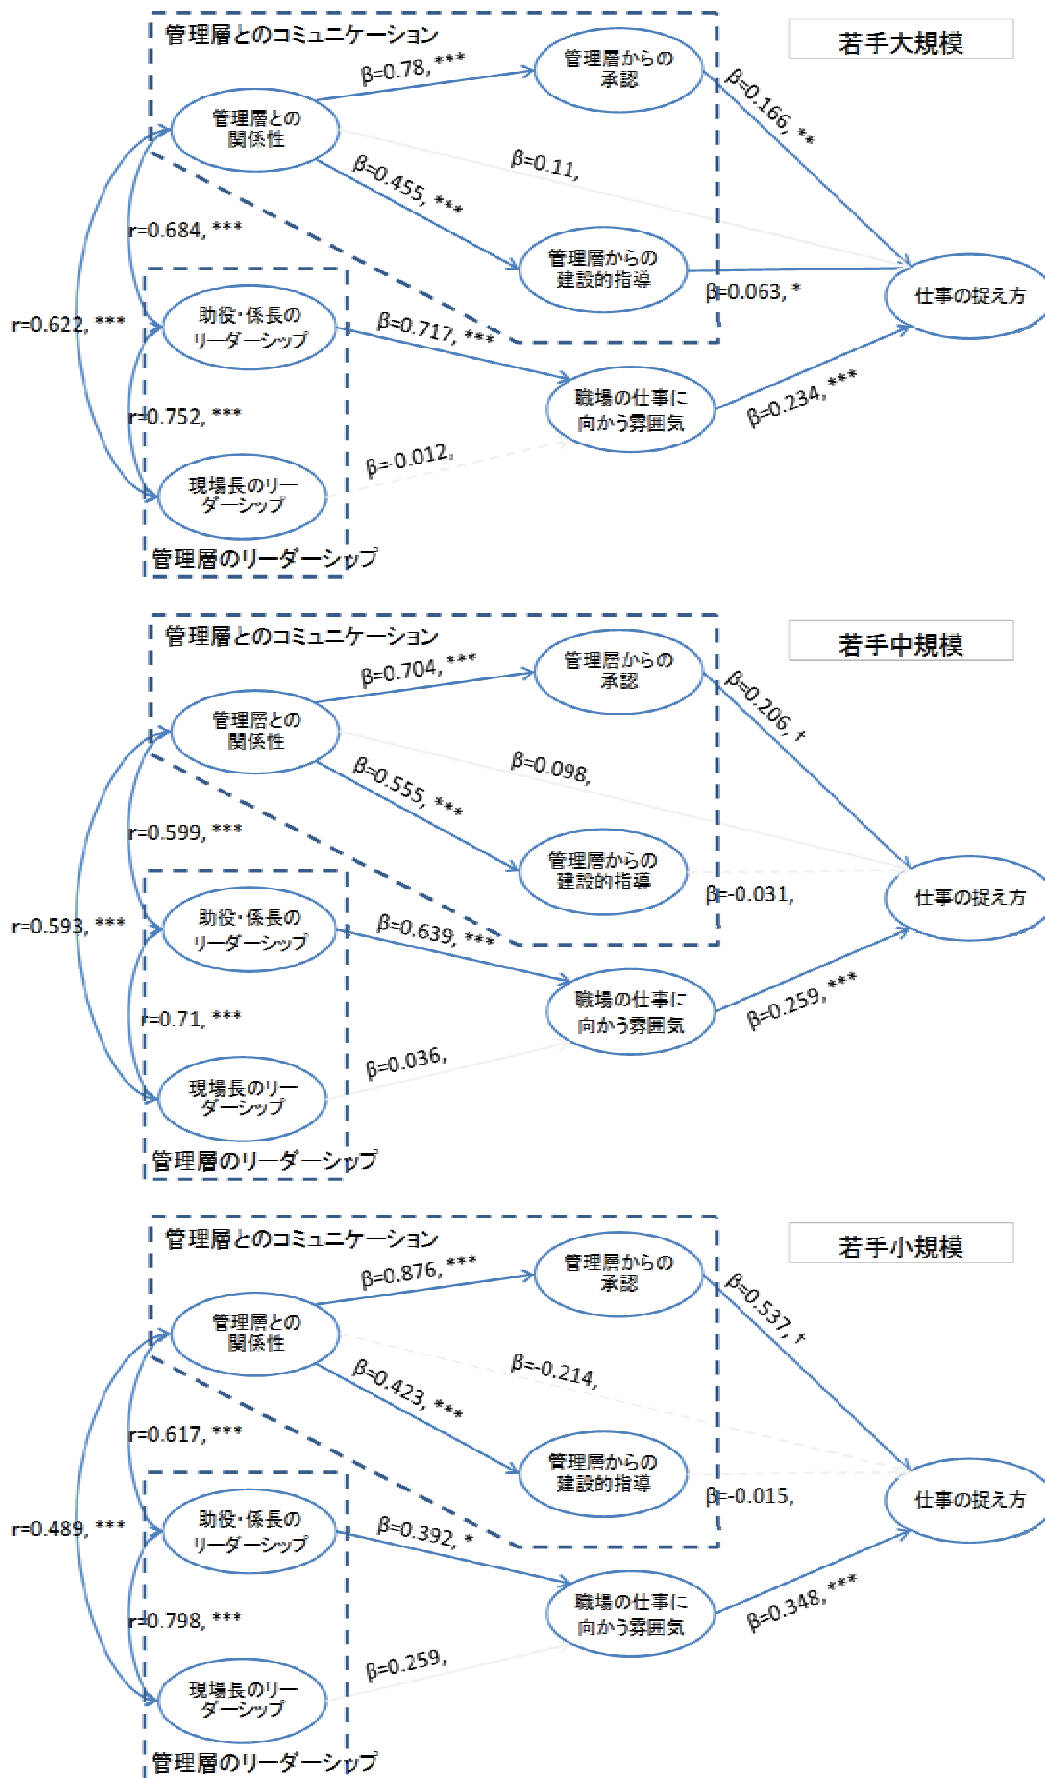 管理層とのコミュニケーション
若手大規模
β=0.78, ***
管理層からの
承認
管理層との
関係性
β=0.166, **
β=0.11,
β=0.455, ***
r=0.684, ***
管理層からの
建設的指導
β=0.063, *
仕事の捉え方
r=0.622, ***
助役・係長の
リーダーシップ
β=0.717, ***
職場の仕事に
向かう雰囲気
β=0.234, ***
r=0.752, ***
β=-0.012,
現場長のリー
ダーシップ
管理層のリーダーシップ
管理層とのコミュニケーション
若手中規模
β=0.704, ***
管理層からの
承認
管理層との
関係性
β=0.206, †
β=0.098,
β=0.555, ***
r=0.599, ***
管理層からの
建設的指導
β=-0.031,
仕事の捉え方
r=0.593, ***
助役・係長の
リーダーシップ
β=0.639, ***
職場の仕事に
向かう雰囲気
β=0.259, ***
r=0.71, ***
β=0.036,
現場長のリー
ダーシップ
管理層のリーダーシップ
管理層とのコミュニケーション
若手小規模
β=0.876, ***
管理層からの
承認
管理層との
関係性
β=0.537, †
β=-0.214,
β=0.423, ***
r=0.617, ***
管理層からの
建設的指導
β=-0.015,
仕事の捉え方
r=0.489, ***
助役・係長の
リーダーシップ
β=0.392, *
職場の仕事に
向かう雰囲気
β=0.348, ***
r=0.798, ***
β=0.259,
現場長のリー
ダーシップ
管理層のリーダーシップ